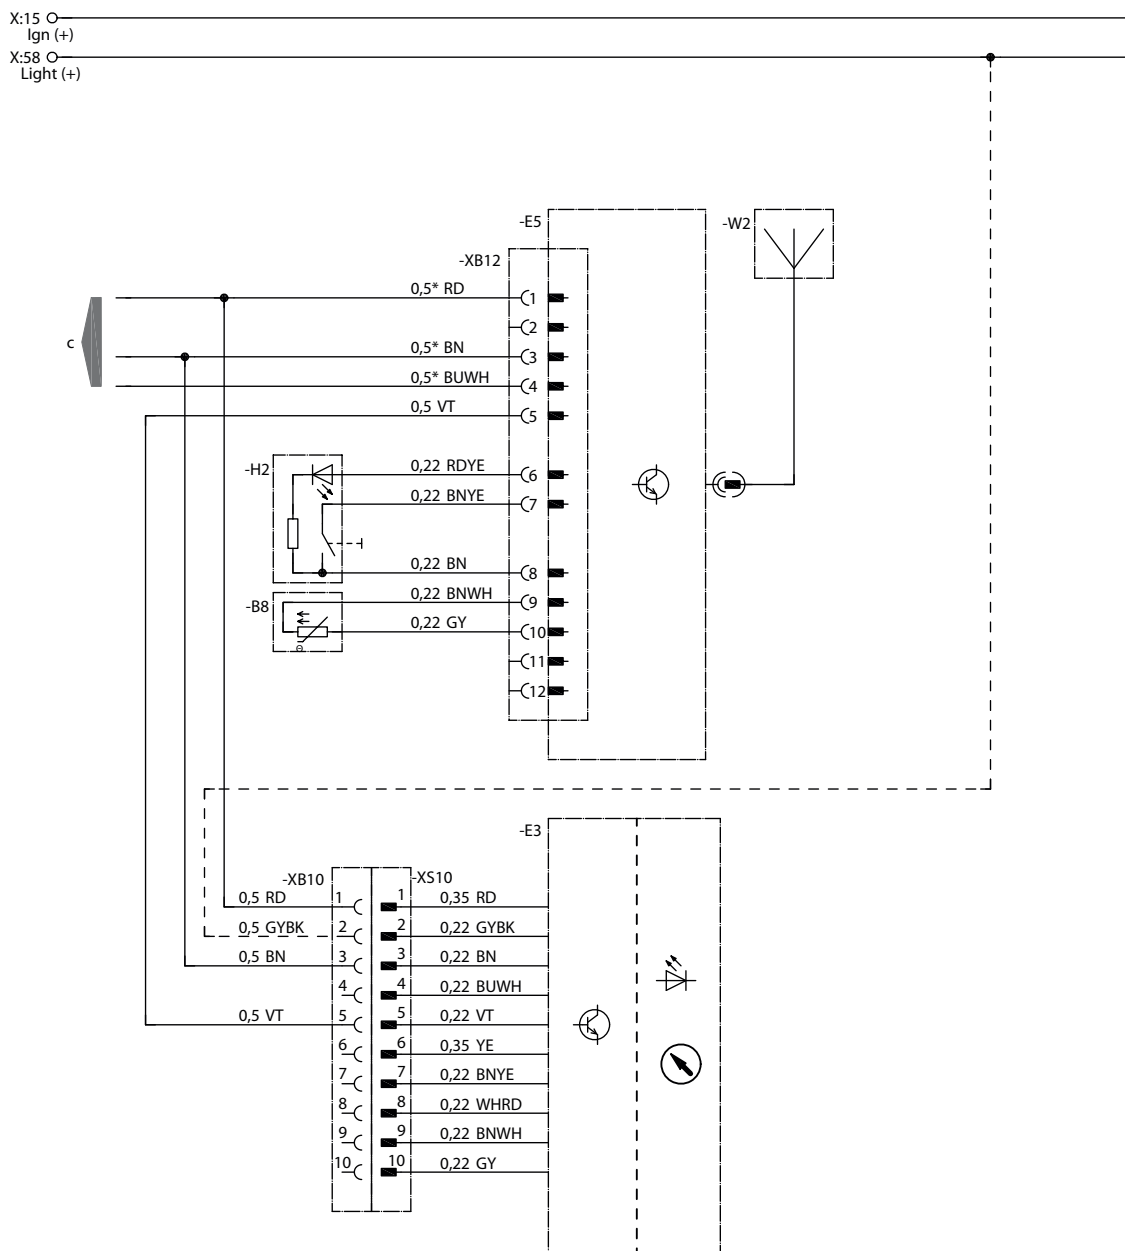 X:15
Ign (+)
X:58
Light (+)
-E5
-W2
-XB12
0,5* RD
1
2
c
0,5* BN
3
0,5* BUWH
4
0,5 VT
5
-H2
0,22 RDYE
6
0,22 BNYE
7
0,22 BN
8
-B8
0,22 BNWH
9
0,22 GY
10
11
12
-E3
-XB10
-XS10
0,5 RD
1
1
0,35 RD
0,5 GYBK
2
2
0,22 GYBK
0,5 BN
3
3
0,22 BN
4
4
0,22 BUWH
0,5 VT
5
5
0,22 VT
6
6
0,35 YE
7
7
0,22 BNYE
8
8
0,22 WHRD
9
9
0,22 BNWH
10
10
0,22 GY